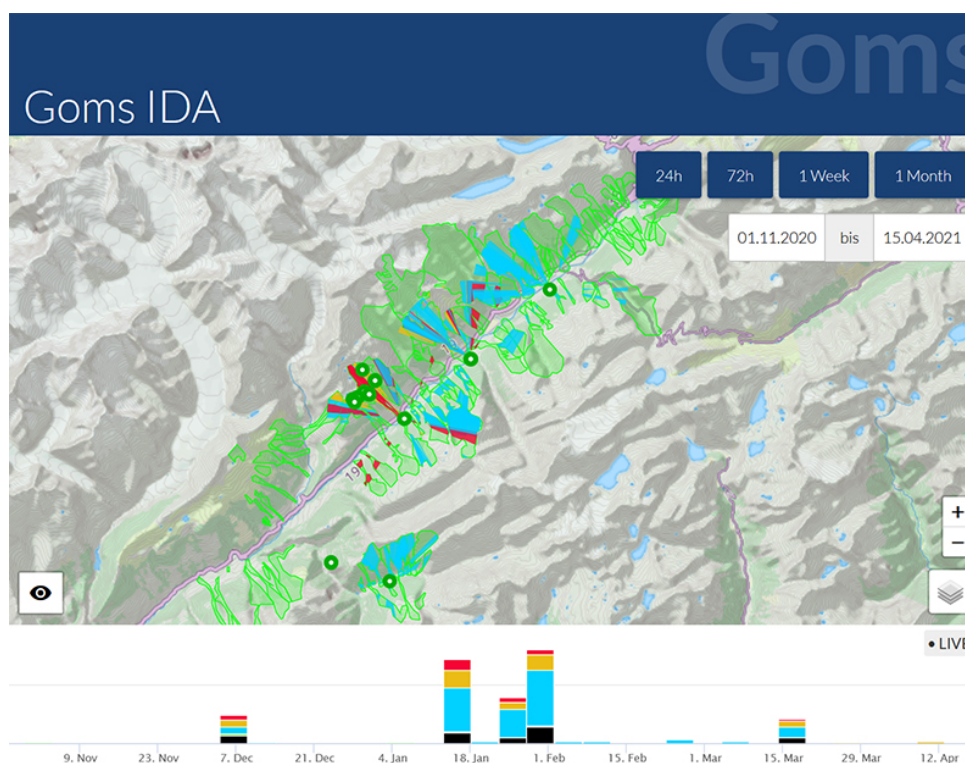 Goms
Goms IDA
24h
72h
1 Week
1 Month
01.11.2020
bis
15.04.2021
19
+
−
• LIVE
9. Nov
23. Nov
7. Dec
21. Dec
4. Jan
18. Jan
1. Feb
15. Feb
1. Mar
15. Mar
29. Mar
12. Apr